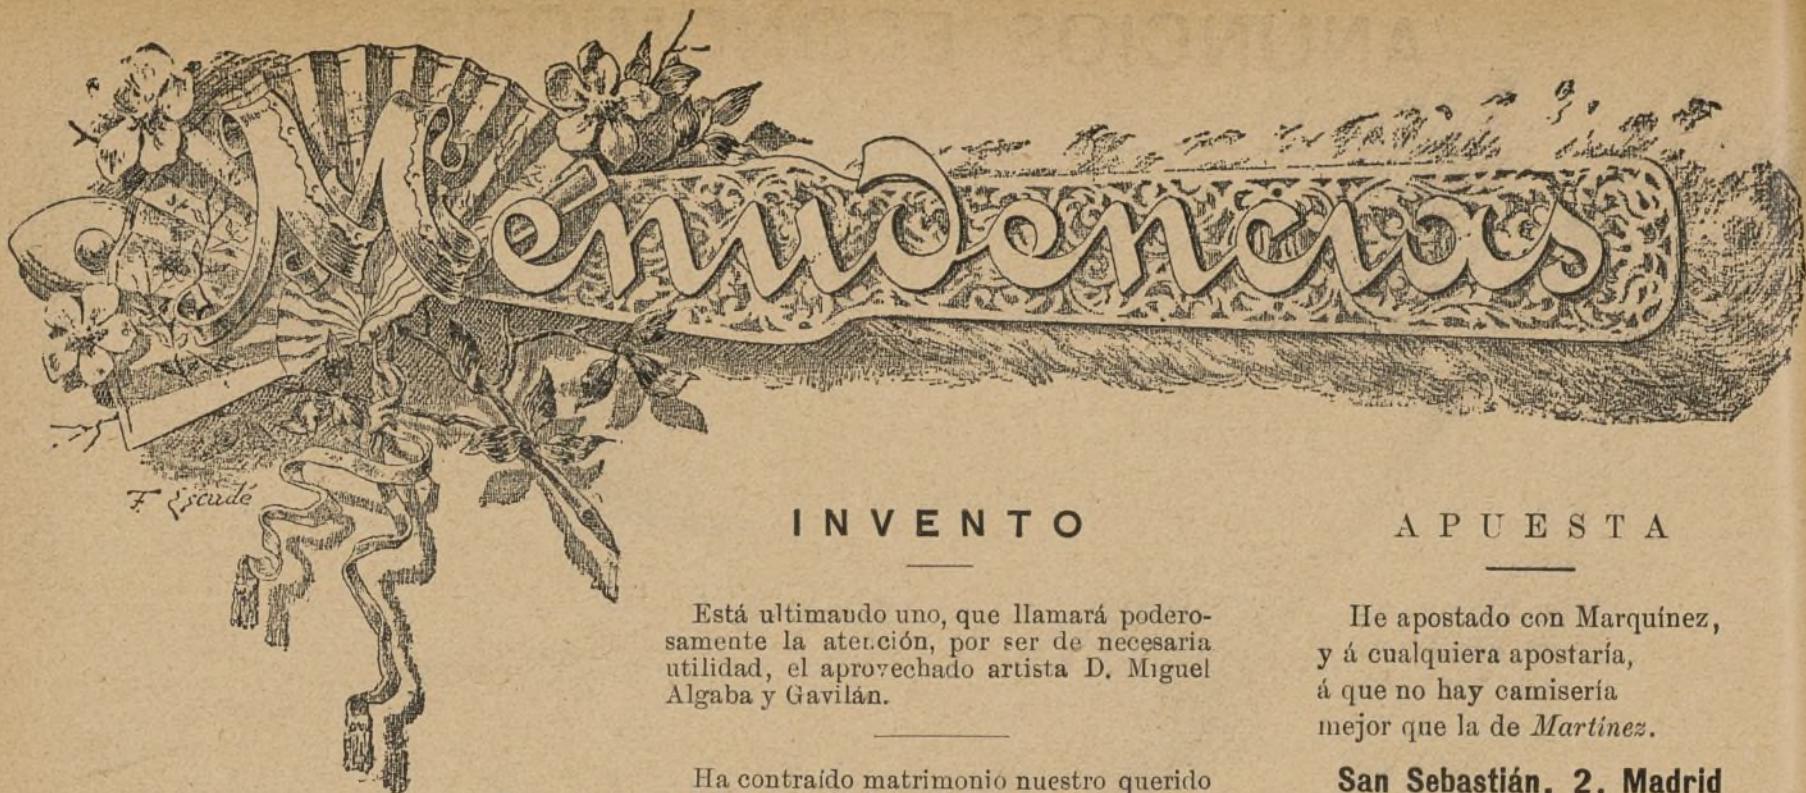 Menudencias
F. Escudé
INVENTO
Está ultimando uno, que llamará podero-
samente la atención, por ser de necesaria
utilidad, el aprovechado artista D. Miguel
Algaba y Gavilán.
Ha contraído matrimonio nuestro querido
APUESTA
He apostado con Marquínez,
y á cualquiera apostaría,
á que no hay camisería
mejor que la de Martínez.
San Sebastián, 2, Madrid